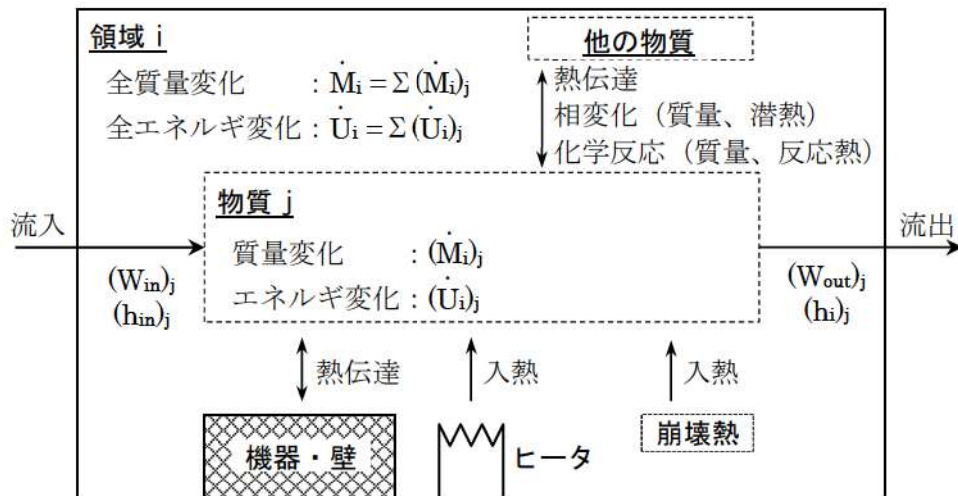 領域 i
全質量変化 : Ṁi = Σ(Ṁi)j
全エネルギ変化 : U̇i = Σ(U̇i)j
他の物質
熱伝達
相変化（質量、潜熱）
化学反応（質量、反応熱）
物質 j
質量変化 : (Ṁi)j
エネルギ変化 : (U̇i)j
流入
(Win)j
(hin)j
流出
(Wout)j
(hi)j
熱伝達
入熱
入熱
機器・壁
ヒータ
崩壊熱